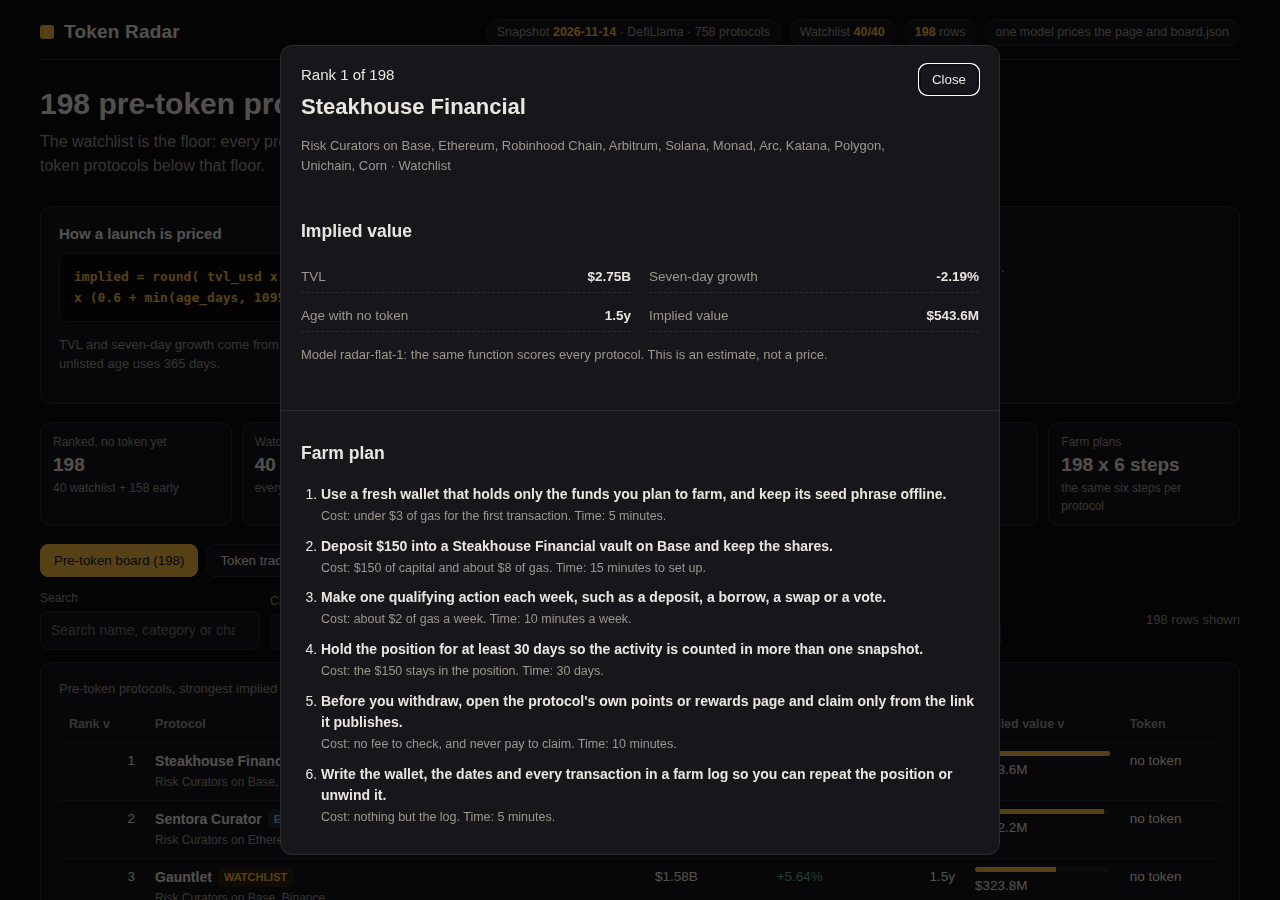 Token Radar
Snapshot 2026-11-14 · DefiLlama · 758 protocols
Watchlist 40/40
198 rows
one model prices the page and board.json
198 pre-token
The watchlist is the floor: every
token protocols below that floor.
How a launch is priced
implied = round( tvl_usd x
x (0.6 + min(age_days,
TVL and seven-day growth come from
unlisted age uses 365 days.
Ranked, no token yet
198
40 watchlist + 158 early
40
Farm plans
198 x 6 steps
the same six steps per
protocol
Pre-token board (198)
Token
Search
Search name, category or
198 rows shown
Pre-token protocols, strongest implied
Rank v
Protocol
value v
Token
1
Steakhouse
Risk Curators on Base,
no token
2
Sentora Curator
Risk Curators on
no token
3
Gauntlet
WATCHLIST
Risk Curators on Base, Binance
$1.58B
+5.64%
1.5y
$323.8M
no token
Rank 1 of 198
Close
Steakhouse Financial
Risk Curators on Base, Ethereum, Robinhood Chain, Arbitrum, Solana, Monad, Arc, Katana, Polygon,
Unichain, Corn · Watchlist
Implied value
TVL $2.75B
Seven-day growth -2.19%
Age with no token 1.5y
Implied value $543.6M
Model radar-flat-1: the same function scores every protocol. This is an estimate, not a price.
Farm plan
1. Use a fresh wallet that holds only the funds you plan to farm, and keep its seed phrase offline.
Cost: under $3 of gas for the first transaction. Time: 5 minutes.
2. Deposit $150 into a Steakhouse Financial vault on Base and keep the shares.
Cost: $150 of capital and about $8 of gas. Time: 15 minutes to set up.
3. Make one qualifying action each week, such as a deposit, a borrow, a swap or a vote.
Cost: about $2 of gas a week. Time: 10 minutes a week.
4. Hold the position for at least 30 days so the activity is counted in more than one snapshot.
Cost: the $150 stays in the position. Time: 30 days.
5. Before you withdraw, open the protocol's own points or rewards page and claim only from the link
it publishes.
Cost: no fee to check, and never pay to claim. Time: 10 minutes.
6. Write the wallet, the dates and every transaction in a farm log so you can repeat the position or
unwind it.
Cost: nothing but the log. Time: 5 minutes.